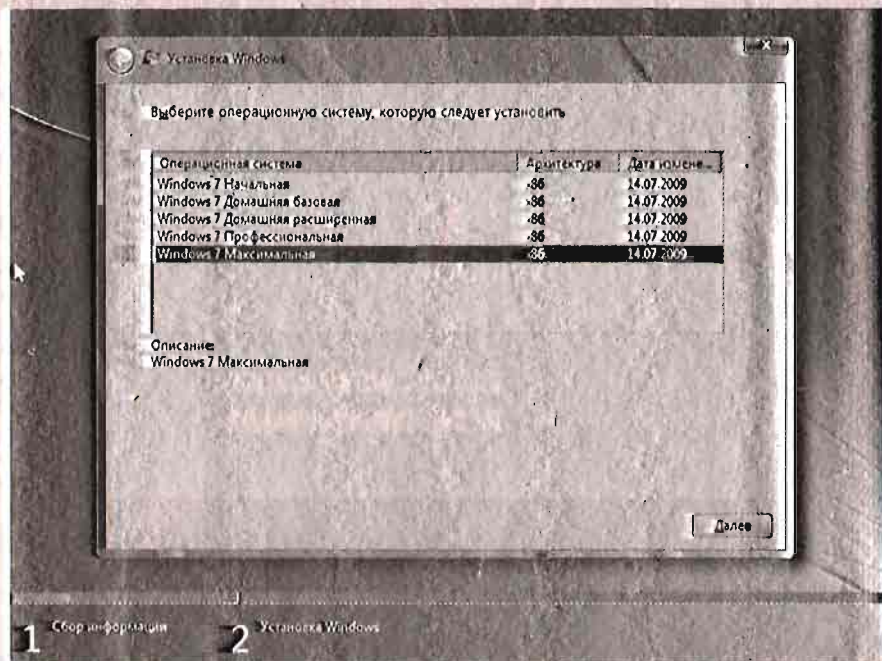 Установка Windows
Выберите операционную систему, которую следует установить
Операционная система Архитектура Дата измене...
Windows 7 Начальная x86 14.07.2009
Windows 7 Домашняя базовая x86 14.07.2009
Windows 7 Домашняя расширенная x86 14.07.2009
Windows 7 Профессиональная x86 14.07.2009
Windows 7 Максимальная x86 14.07.2009
Описание:
Windows 7 Максимальная
Далее
1 Сбор информации 2 Установка Windows